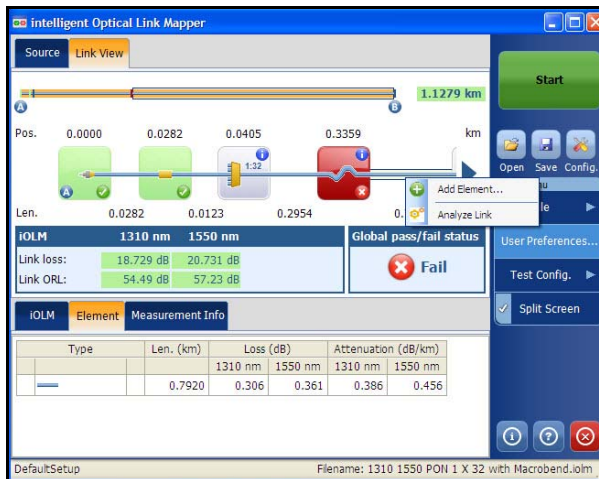 intelligent Optical Link Mapper
Source Link View
1.1279 km
A B
Pos. 0.0000 0.0282 0.0405 0.3359 km
1:32
A
Len. 0.0282 0.0123 0.2954 0.
Add Element...
Analyze Link
iOLM 1310 nm 1550 nm
Link loss: 18.729 dB 20.731 dB
Link ORL: 54.49 dB 57.23 dB
Global pass/fail status
Fail
iOLM Element Measurement Info
Type Len. (km) Loss (dB) Attenuation (dB/km)
1310 nm 1550 nm 1310 nm 1550 nm
0.7920 0.306 0.361 0.386 0.456
Start
Open Save Config.
nu
le
User Preferences...
Test Config.
Split Screen
DefaultSetup Filename: 1310 1550 PON 1 X 32 with Macrobend.iolm